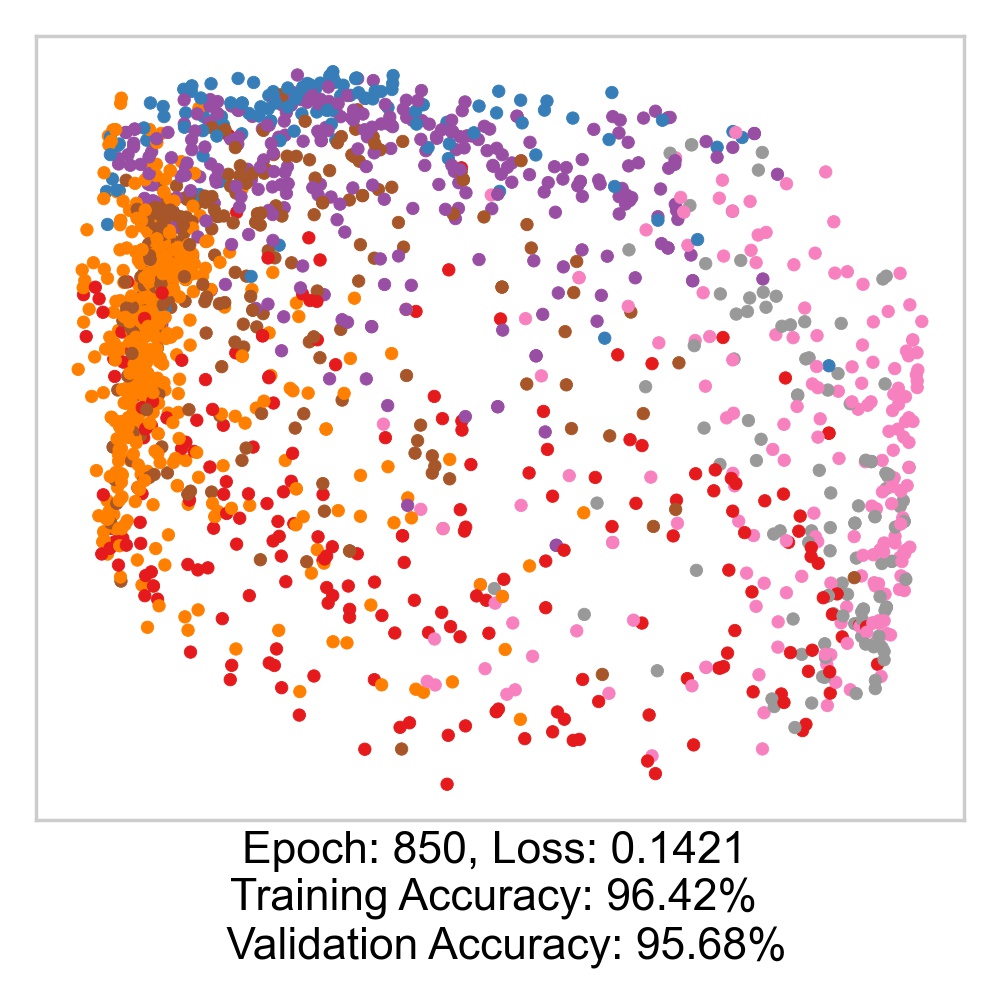 Epoch: 850, Loss: 0.1421
Training Accuracy: 96.42%
Validation Accuracy: 95.68%